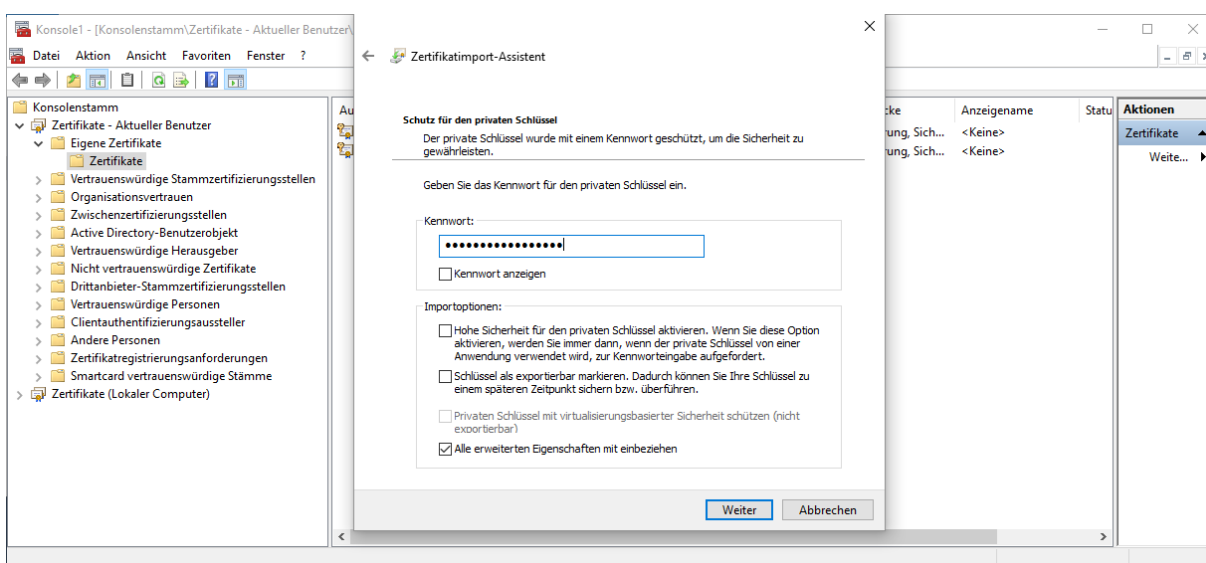 Konsole1 - [Konsolenstamm\Zertifikate - Aktueller Benutzer\
Datei Aktion Ansicht Favoriten Fenster ?
Zertifikatimport-Assistent
Konsolenstamm
Zertifikate - Aktueller Benutzer
Eigene Zertifikate
Zertifikate
Vertrauenswürdige Stammzertifizierungsstellen
Organisationsvertrauen
Zwischenzertifizierungsstellen
Active Directory-Benutzerobjekt
Vertrauenswürdige Herausgeber
Nicht vertrauenswürdige Zertifikate
Drittanbieter-Stammzertifizierungsstellen
Vertrauenswürdige Personen
Clientauthentifizierungsaussteller
Andere Personen
Zertifikatregistrierungsanforderungen
Smartcard vertrauenswürdige Stämme
Zertifikate (Lokaler Computer)
Au
Schutz für den privaten Schlüssel
Der private Schlüssel wurde mit einem Kennwort geschützt, um die Sicherheit zu
gewährleisten.
Geben Sie das Kennwort für den privaten Schlüssel ein.
Kennwort:
Kennwort anzeigen
Importoptionen:
Hohe Sicherheit für den privaten Schlüssel aktivieren. Wenn Sie diese Option
aktivieren, werden Sie immer dann, wenn der private Schlüssel von einer
Anwendung verwendet wird, zur Kennworteingabe aufgefordert.
Schlüssel als exportierbar markieren. Dadurch können Sie Ihre Schlüssel zu
einem späteren Zeitpunkt sichern bzw. überführen.
Privaten Schlüssel mit virtualisierungsbasierter Sicherheit schützen (nicht
exportierbar)
Alle erweiterten Eigenschaften mit einbeziehen
Weiter Abbrechen
cke Anzeigename Statu
rung, Sich... <Keine>
rung, Sich... <Keine>
Aktionen
Zertifikate
Weite...